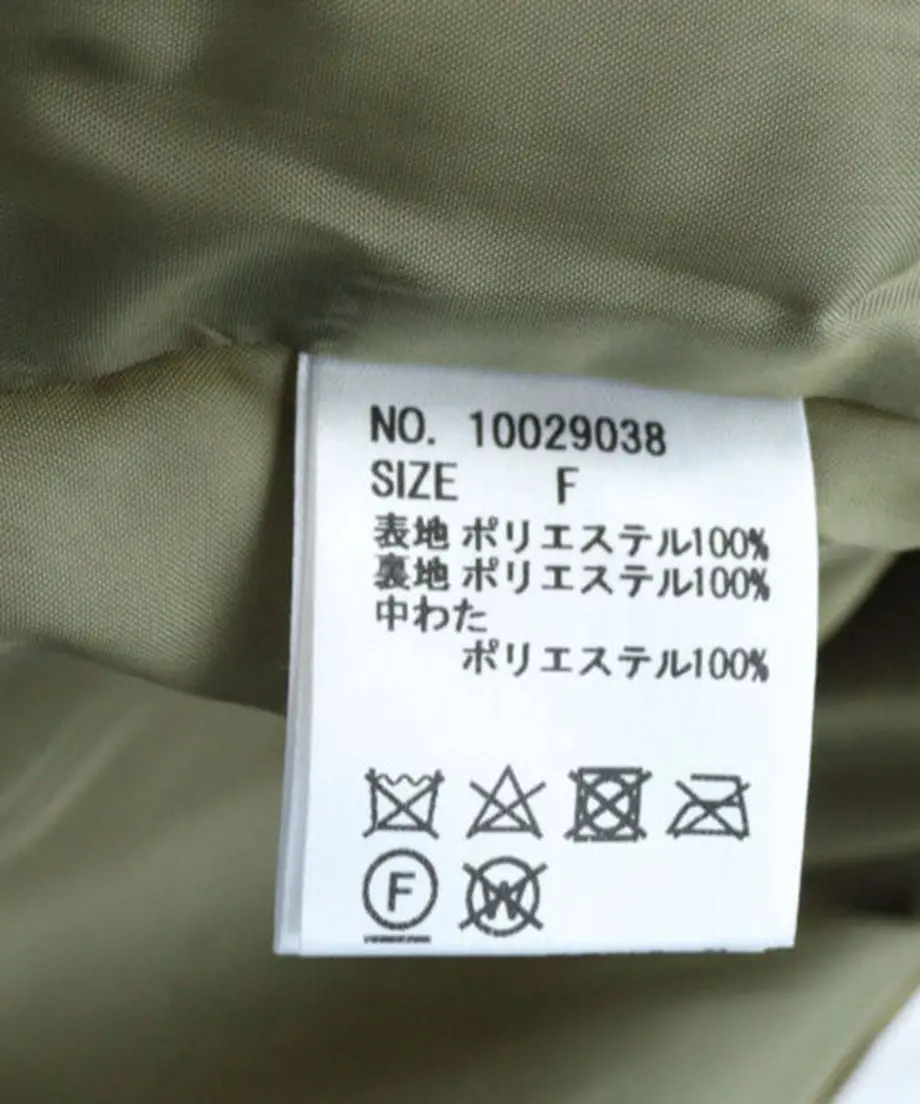 NO. 10029038
SIZE F
表地 ポリエステル100%
裏地 ポリエステル100%
中わた
ポリエステル100%
F W